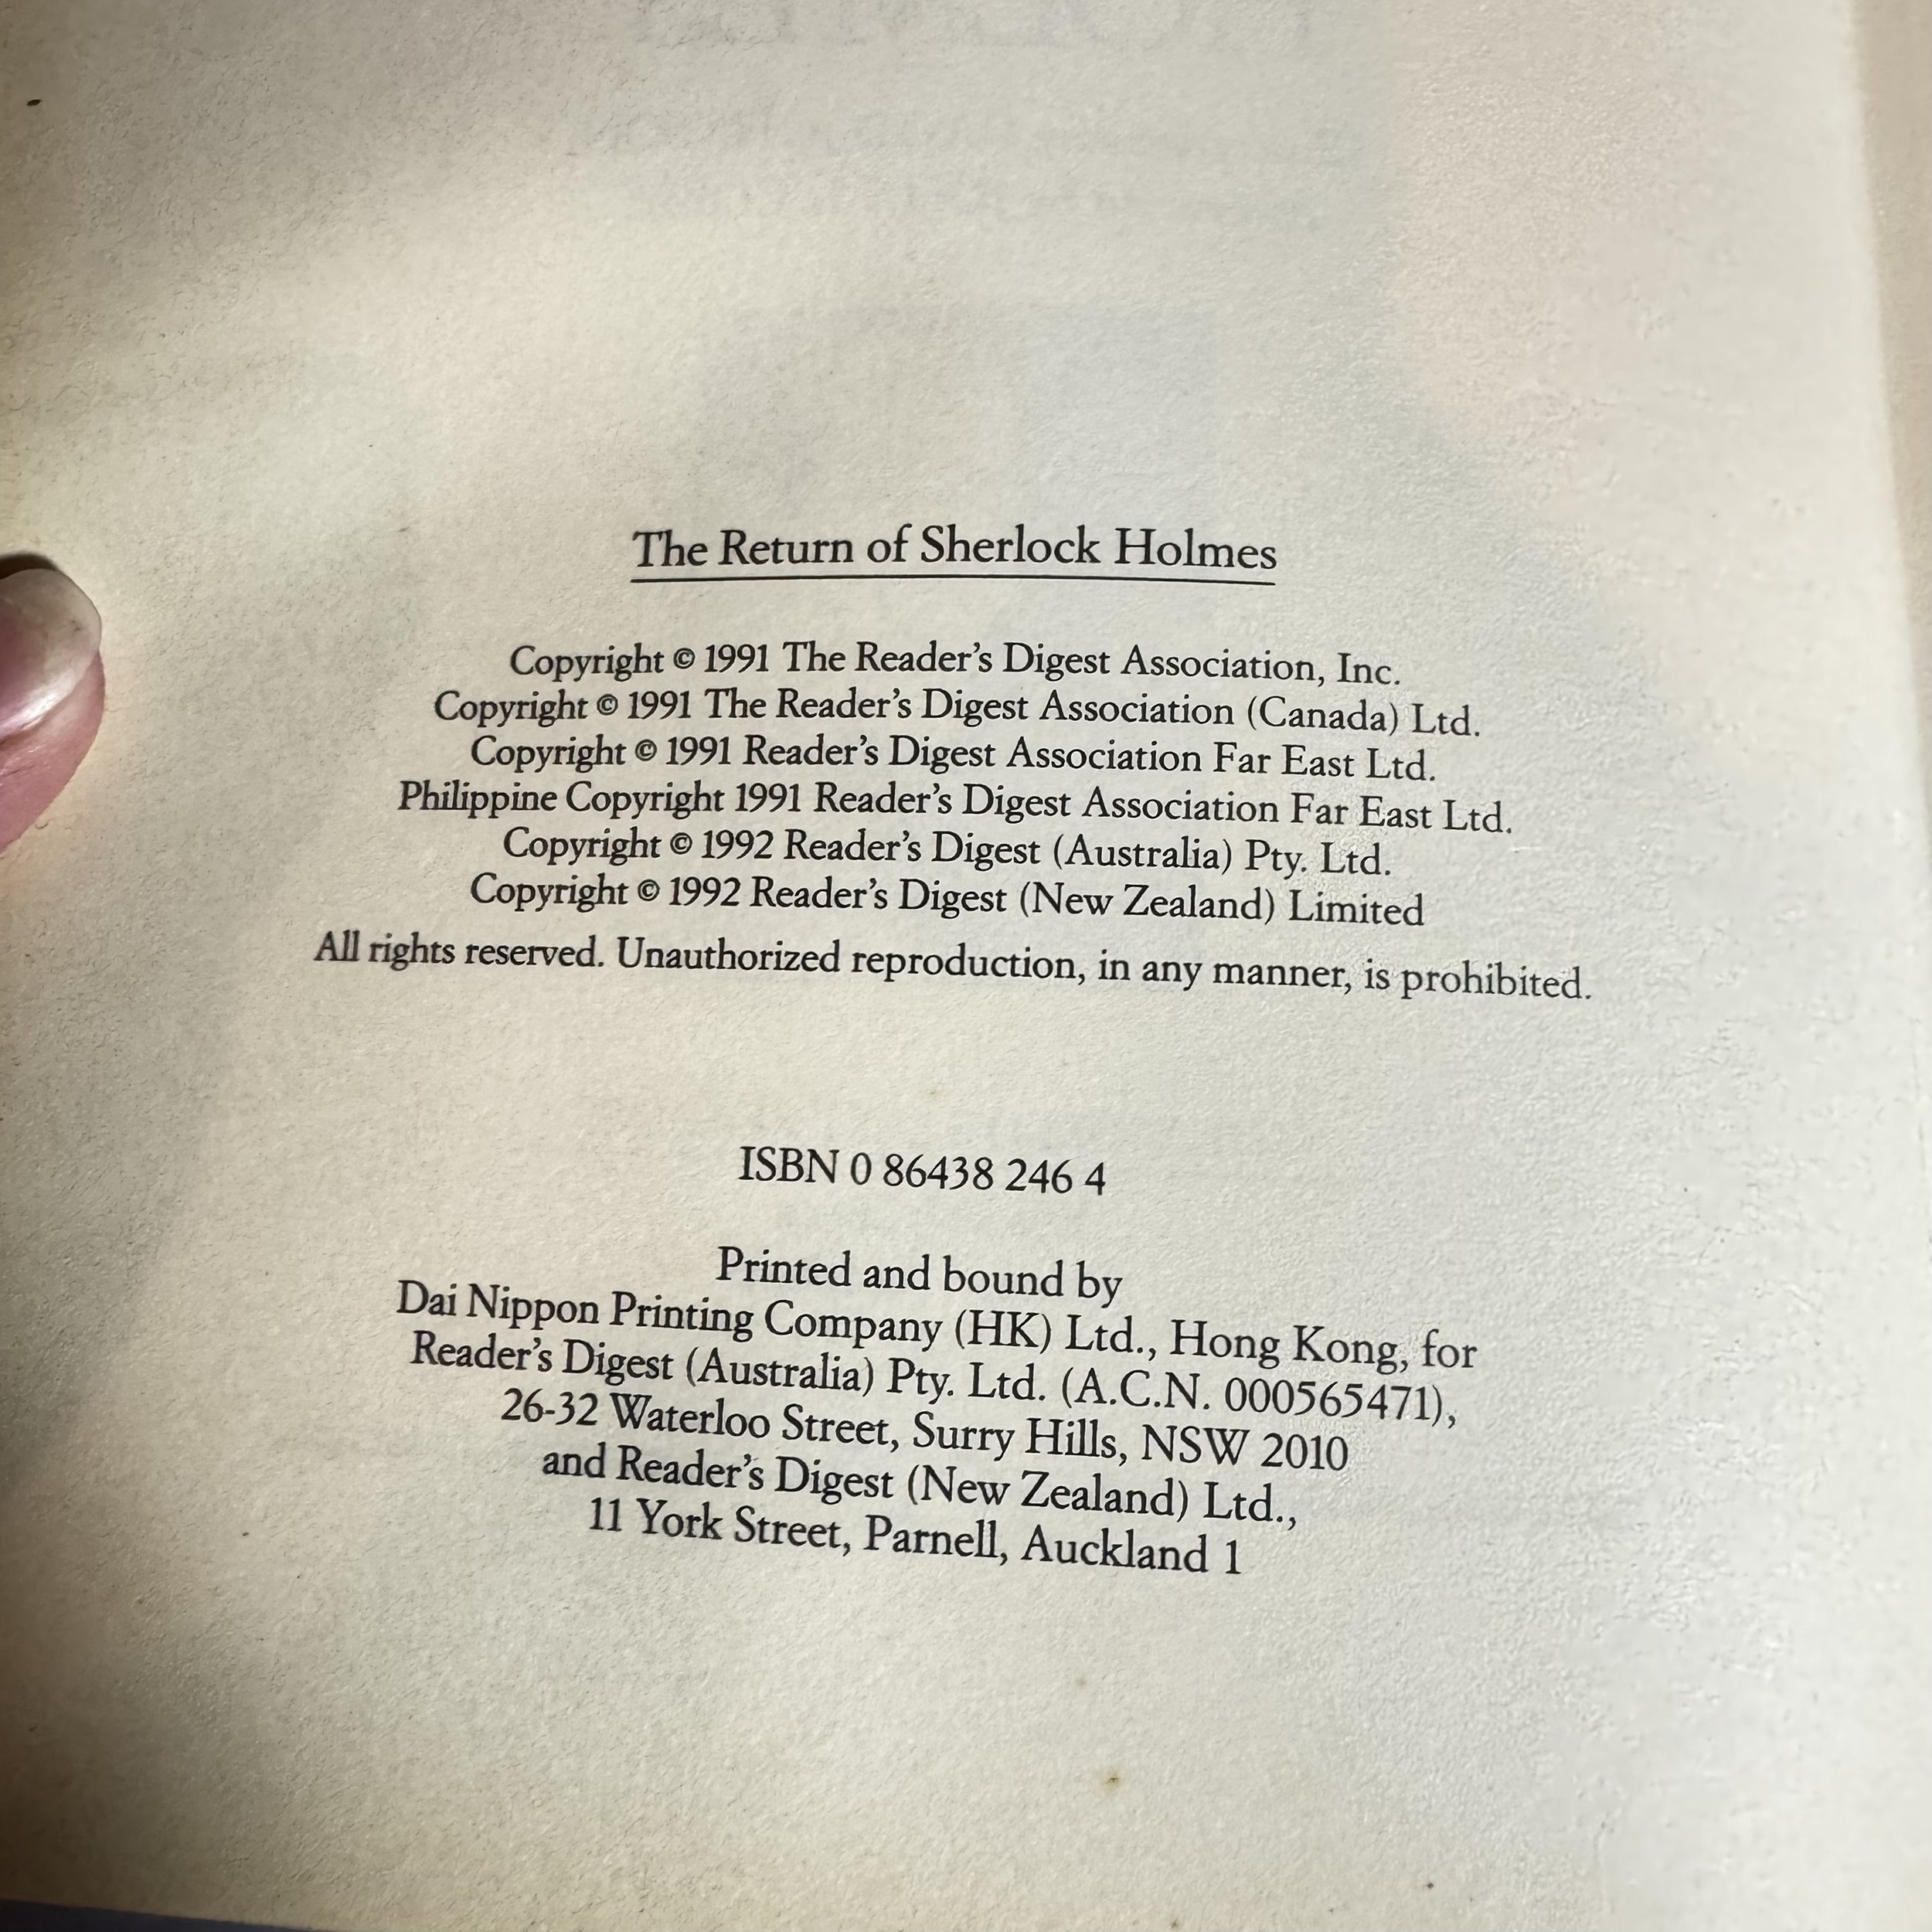 The Return of Sherlock Holmes
Copyright © 1991 The Reader's Digest Association, Inc.
Copyright © 1991 The Reader's Digest Association (Canada) Ltd.
Copyright © 1991 Reader's Digest Association Far East Ltd.
Philippine Copyright 1991 Reader's Digest Association Far East Ltd.
Copyright © 1992 Reader's Digest (Australia) Pty. Ltd.
Copyright © 1992 Reader's Digest (New Zealand) Limited
All rights reserved. Unauthorized reproduction, in any manner, is prohibited.
ISBN 0 86438 246 4
Printed and bound by
Dai Nippon Printing Company (HK) Ltd., Hong Kong, for
Reader's Digest (Australia) Pty. Ltd. (A.C.N. 000565471),
26-32 Waterloo Street, Surry Hills, NSW 2010
and Reader's Digest (New Zealand) Ltd.,
11 York Street, Parnell, Auckland 1